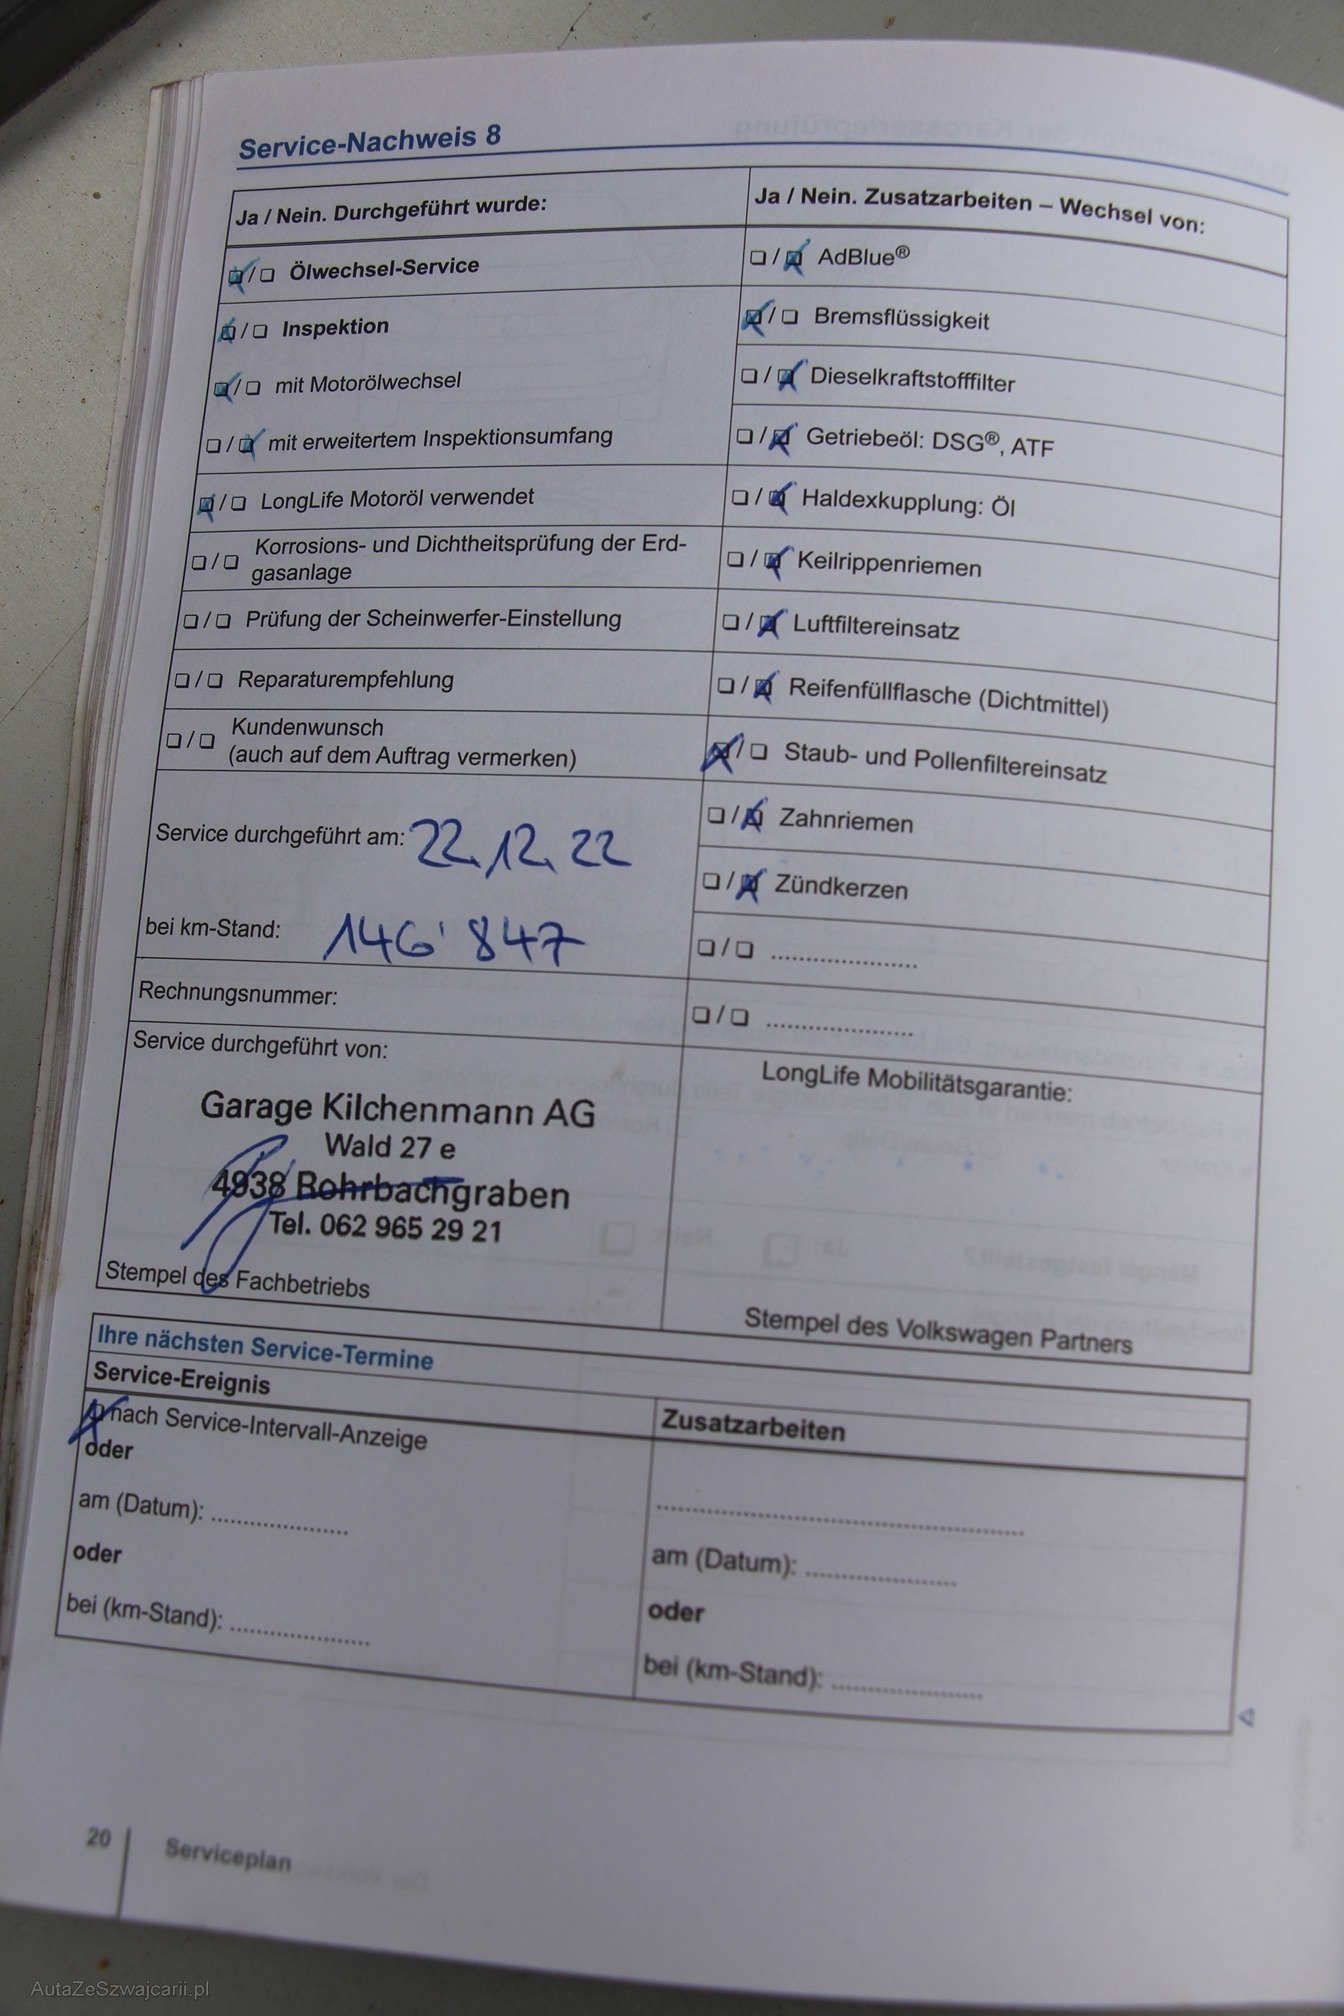 Service-Nachweis 8
Ja / Nein. Durchgeführt wurde:
☒ / ☐ Ölwechsel-Service
☒ / ☐ Inspektion
☒ / ☐ mit Motorölwechsel
☐ / ☒ mit erweitertem Inspektionsumfang
☒ / ☐ LongLife Motoröl verwendet
☐ / ☐ Korrosions- und Dichtheitsprüfung der Erd-
gasanlage
☐ / ☐ Prüfung der Scheinwerfer-Einstellung
☐ / ☐ Reparaturempfehlung
☐ / ☐ Kundenwunsch
(auch auf dem Auftrag vermerken)
Service durchgeführt am: 22.12.22
bei km-Stand: 146'847
Rechnungsnummer:
Service durchgeführt von:
Garage Kilchenmann AG
Wald 27 e
4938 Rohrbachgraben
Tel. 062 965 29 21
Stempel des Fachbetriebs
Ja / Nein. Zusatzarbeiten – Wechsel von:
☐ / ☒ AdBlue®
☒ / ☐ Bremsflüssigkeit
☐ / ☒ Dieselkraftstofffilter
☐ / ☒ Getriebeöl: DSG®, ATF
☐ / ☒ Haldexkupplung: Öl
☐ / ☒ Keilrippenriemen
☐ / ☒ Luftfiltereinsatz
☐ / ☒ Reifenfüllflasche (Dichtmittel)
☒ / ☐ Staub- und Pollenfiltereinsatz
☐ / ☒ Zahnriemen
☐ / ☒ Zündkerzen
☐ / ☐ ......................
☐ / ☐ ......................
LongLife Mobilitätsgarantie:
Stempel des Volkswagen Partners
Ihre nächsten Service-Termine
Service-Ereignis
☒ nach Service-Intervall-Anzeige
oder
am (Datum): ....................
oder
bei (km-Stand): ....................
Zusatzarbeiten
......................................................
am (Datum): ......................
oder
bei (km-Stand): ......................
20
Serviceplan
AutaZeSzwajcarii.pl